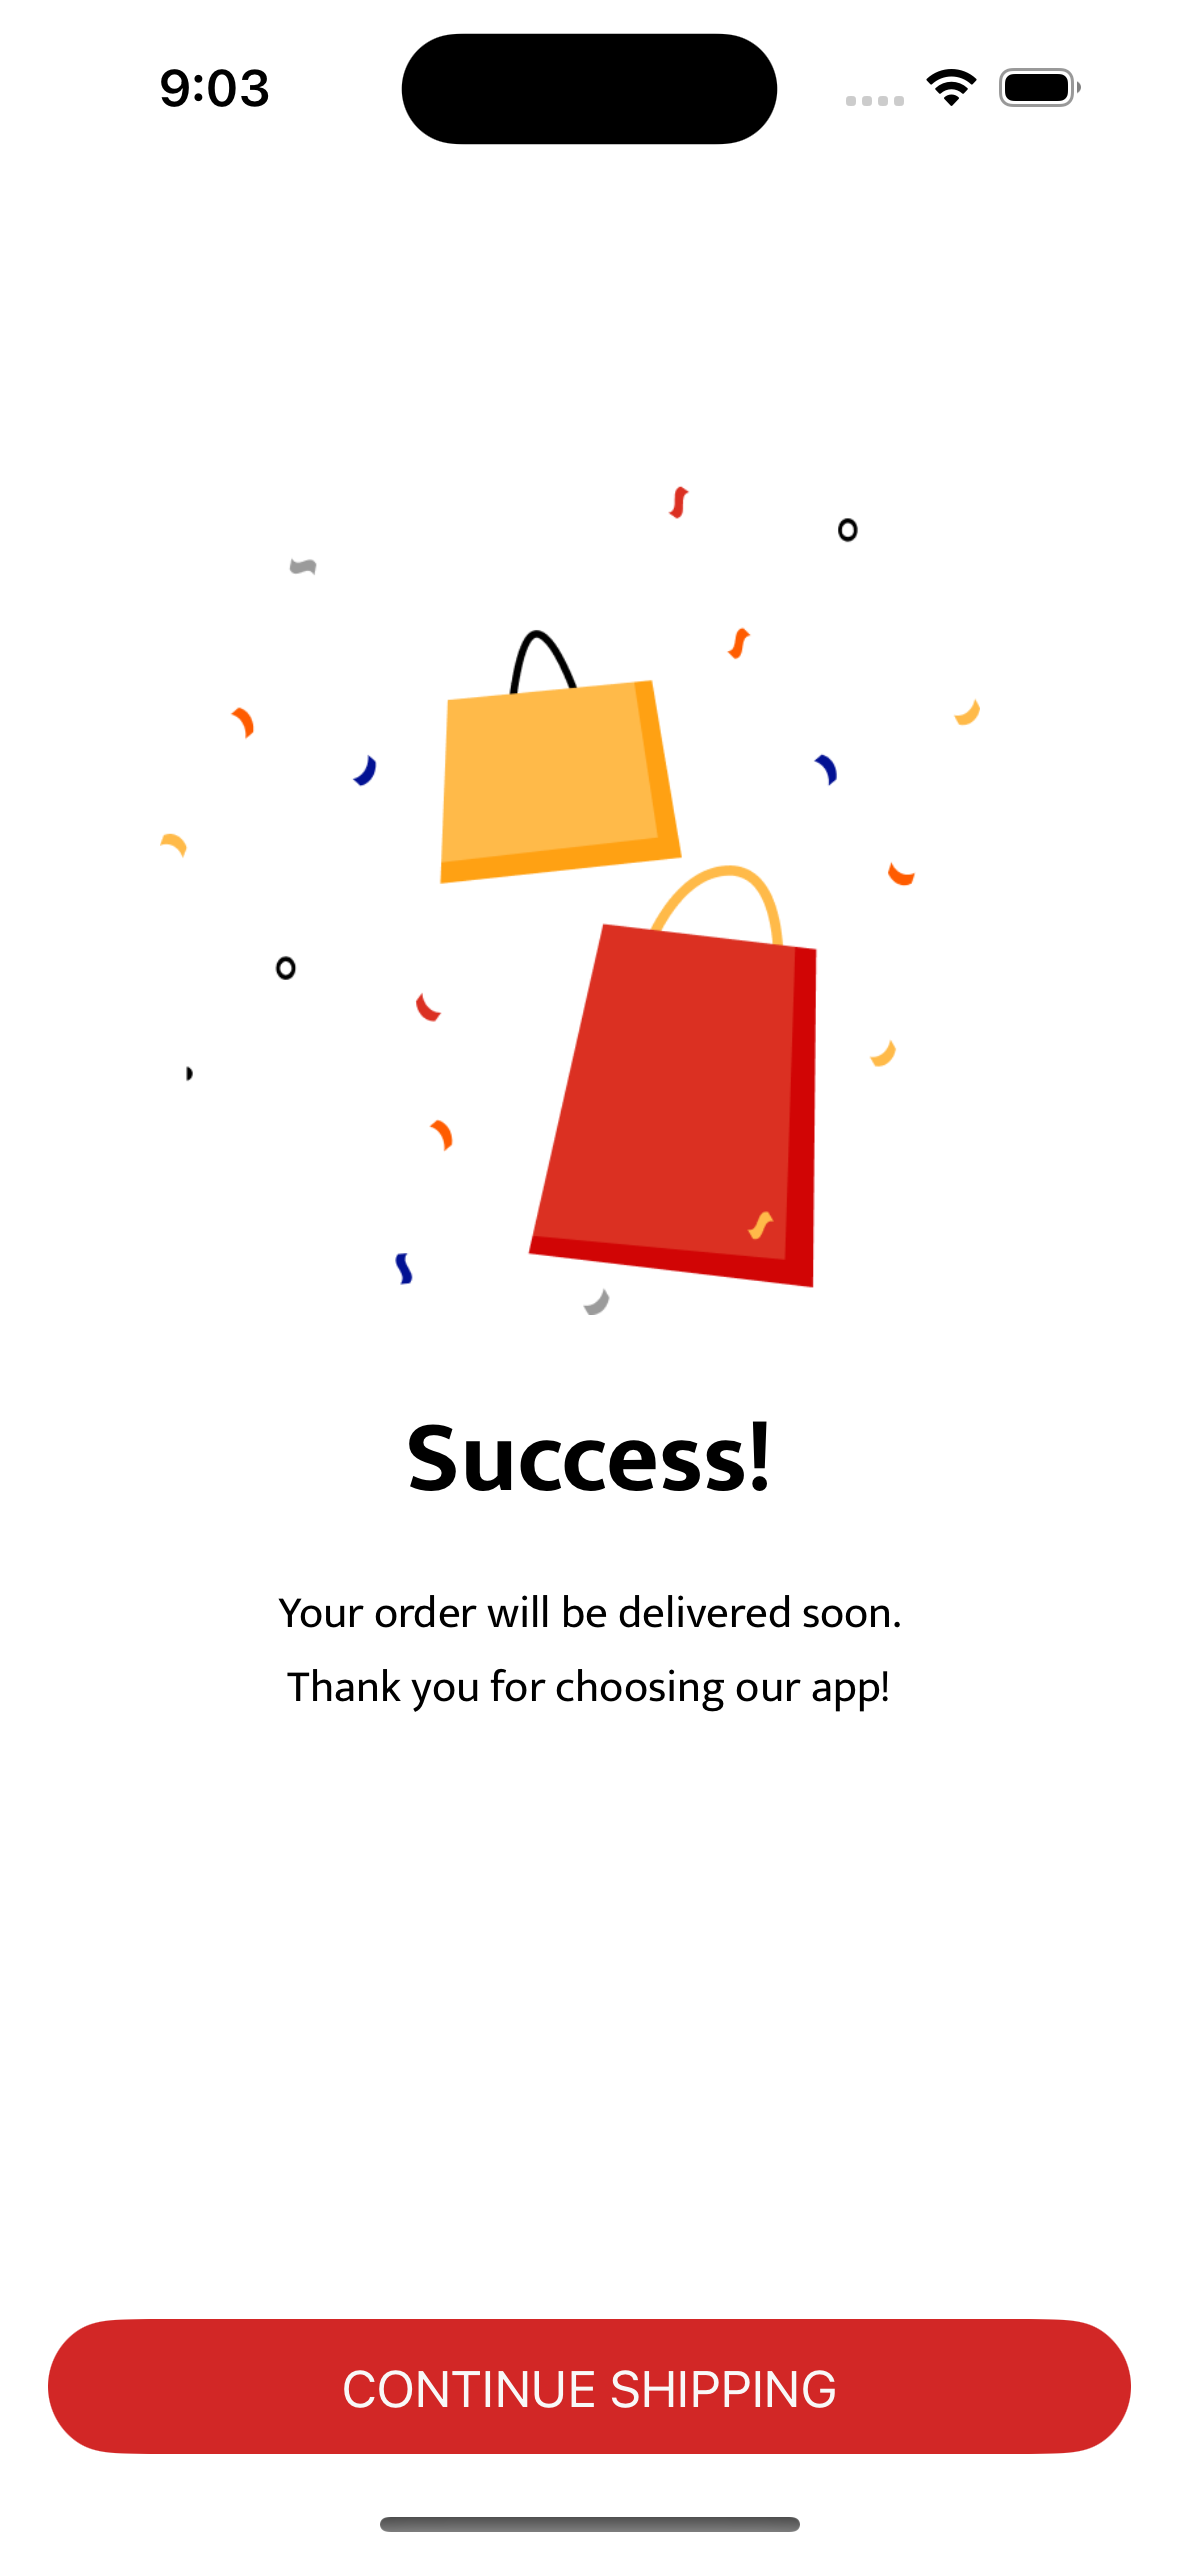 9:03
Success!
Your order will be delivered soon.
Thank you for choosing our app!
CONTINUE SHIPPING